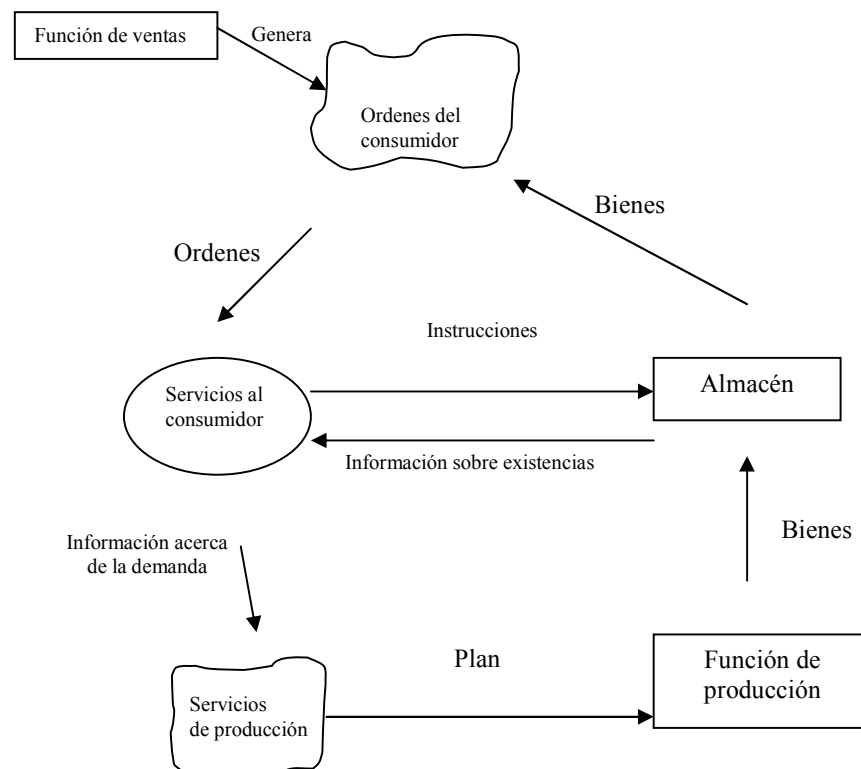 Función de ventas
Genera
Ordenes del
consumidor
Bienes
Ordenes
Instrucciones
Servicios al
consumidor
Almacén
Información sobre existencias
Información acerca
de la demanda
Bienes
Plan
Función de
producción
Servicios
de producción